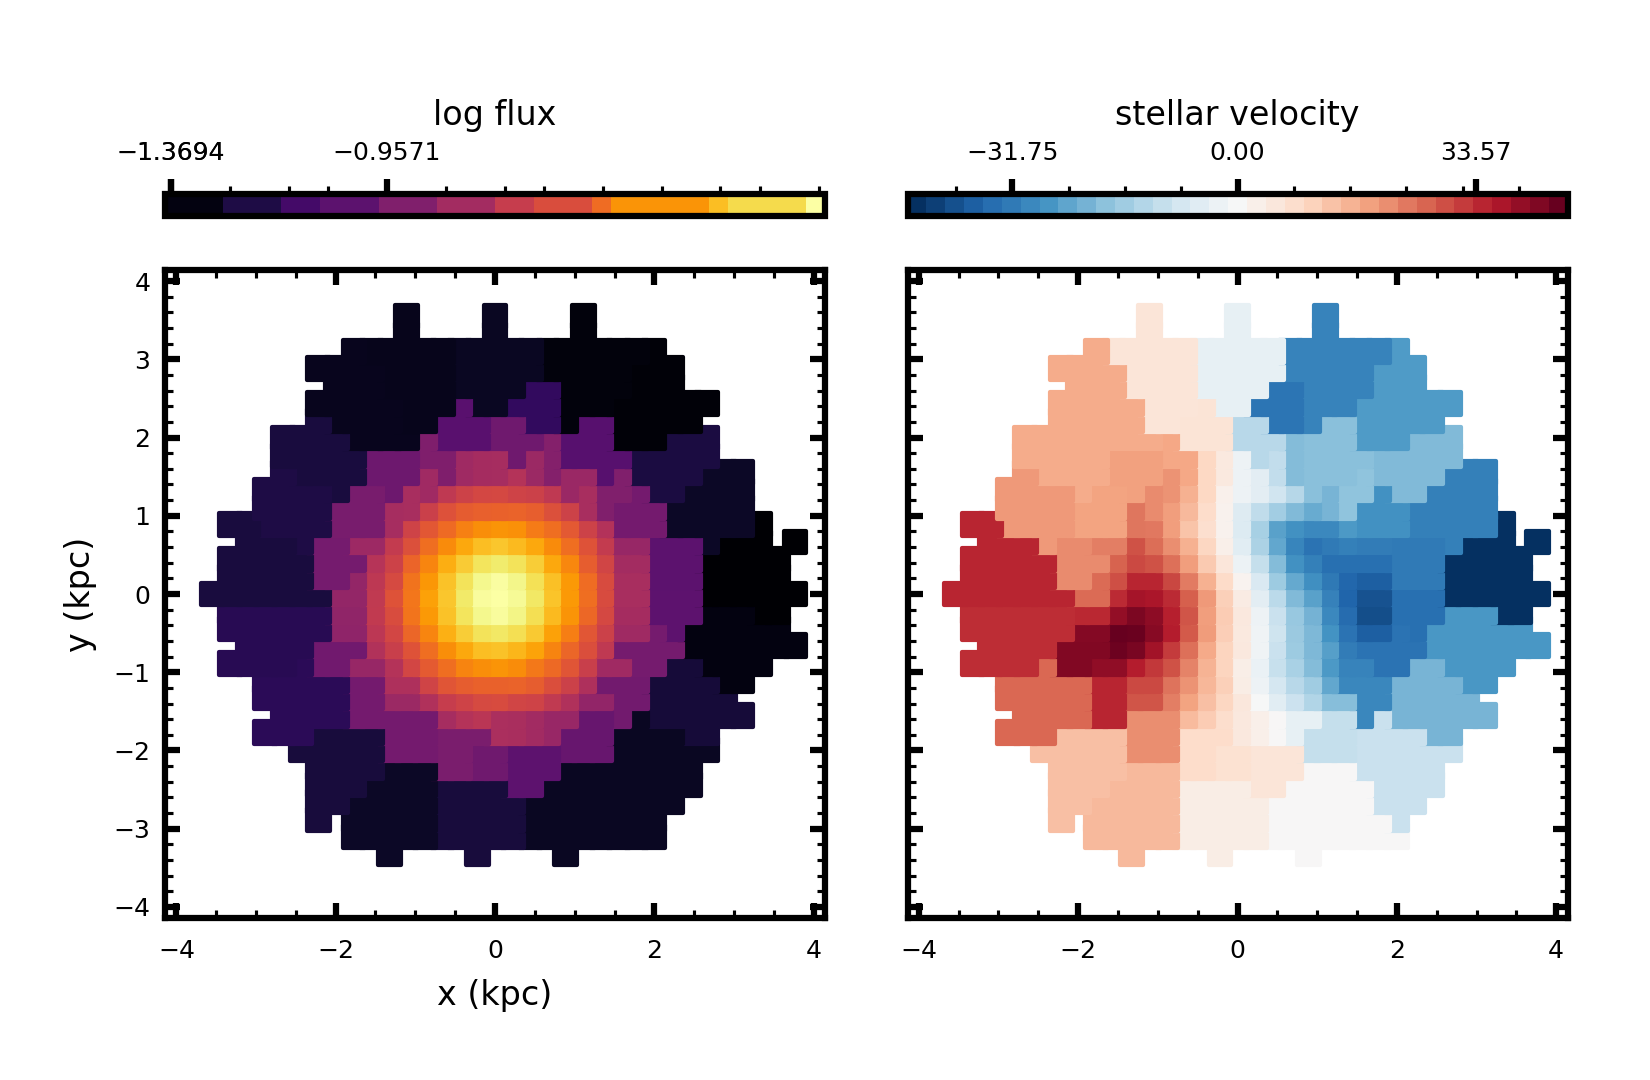 log flux
stellar velocity
−1.3694 −0.9571
−31.75 0.00 33.57
4
3
2
1
0
−1
−2
−3
−4
y (kpc)
−4 −2 0 2 4
−4 −2 0 2 4
x (kpc)